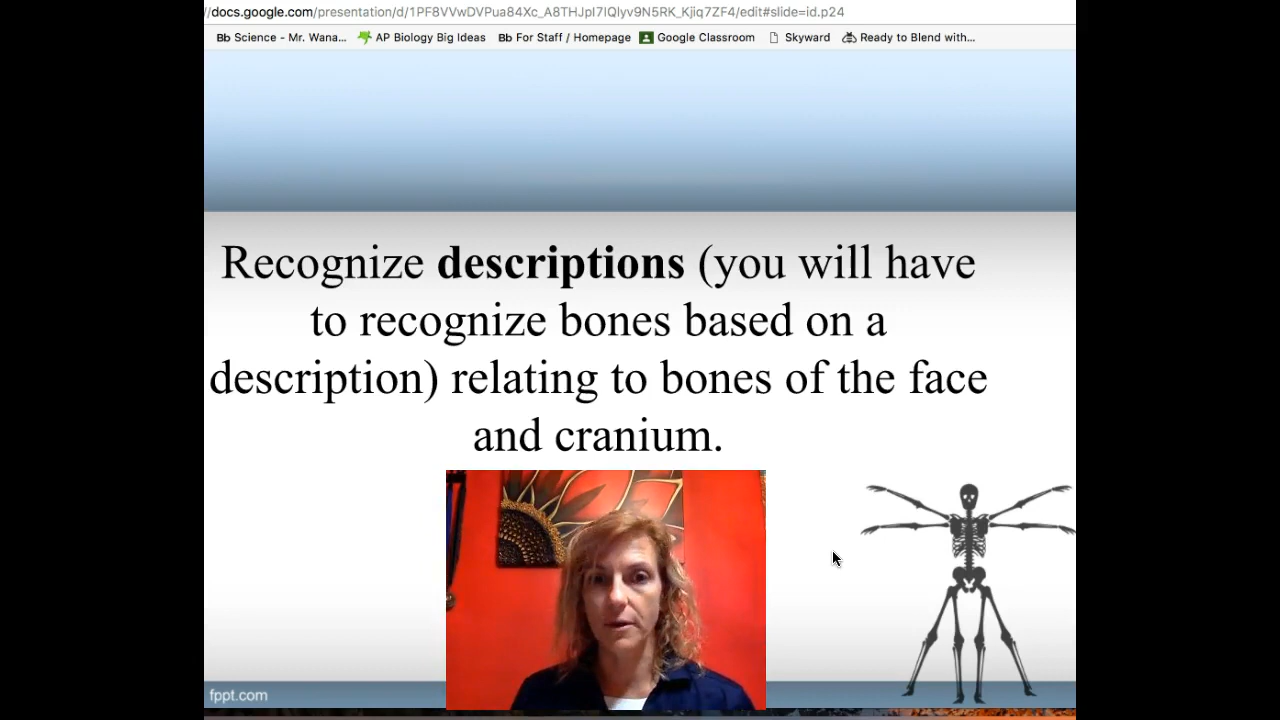 //docs.google.com/presentation/d/1PF8VVwDVPua84Xc_A8THJpI7IQlyv9N5RK_Kjiq7ZF4/edit#slide=id.p24
Bb Science - Mr. Wana... AP Biology Big Ideas Bb For Staff / Homepage Google Classroom Skyward Ready to Blend with...
Recognize descriptions (you will have
to recognize bones based on a
description) relating to bones of the face
and cranium.
fppt.com